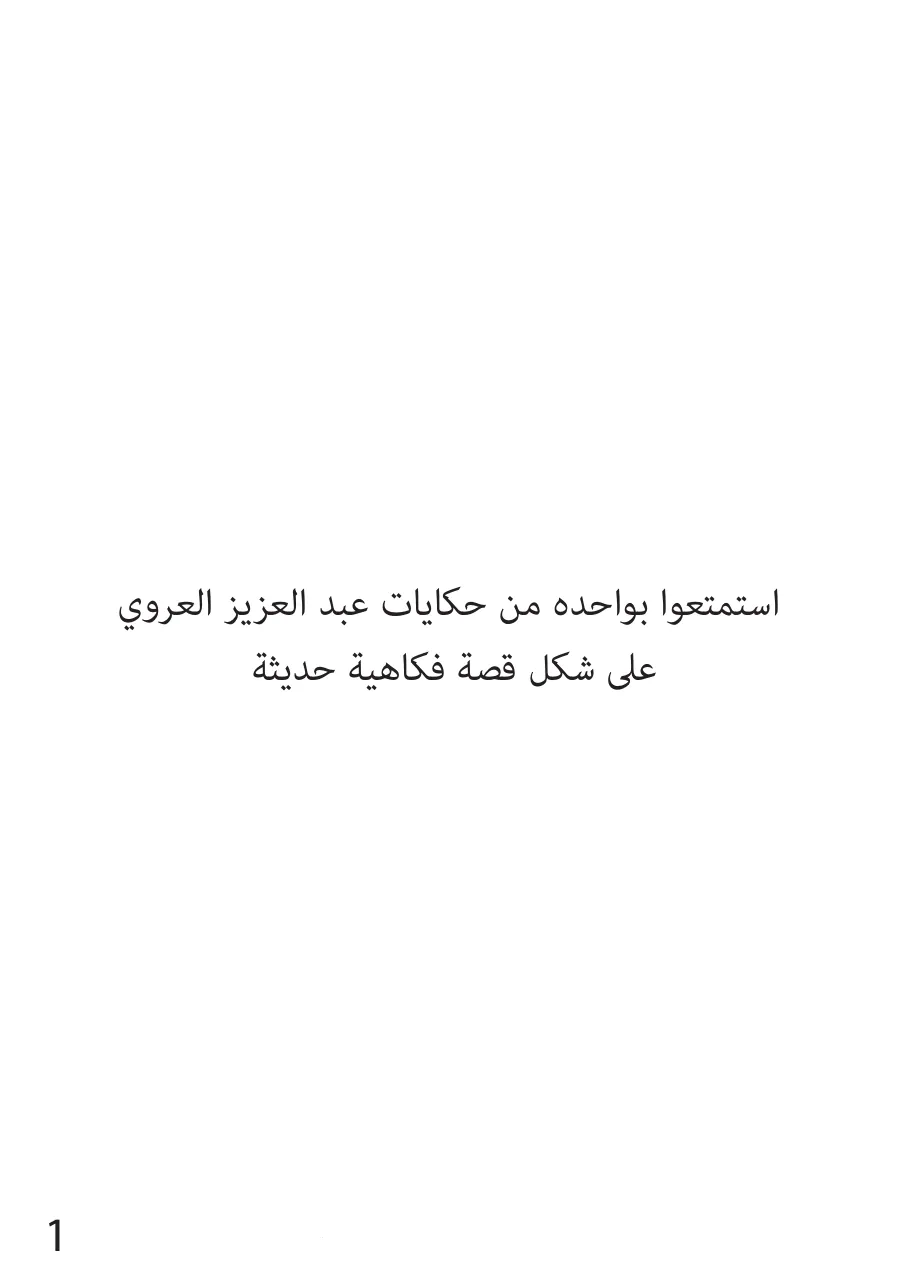 استمتعوا بواحده من حكايات عبد العزيز العروي
على شكل قصة فكاهية حديثة
1